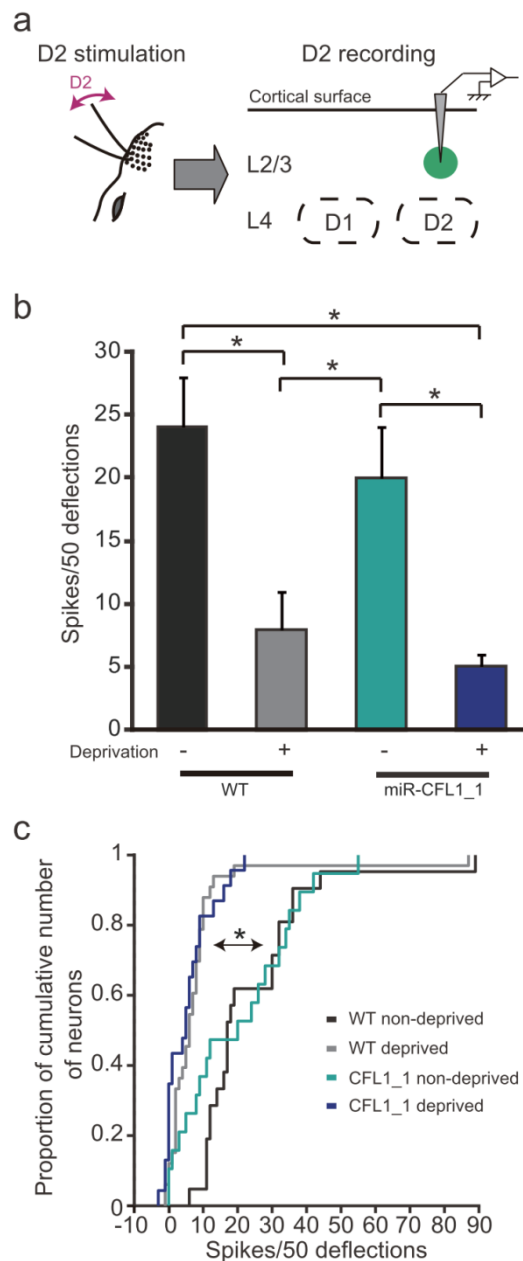 a
D2 stimulation D2 recording
D2
Cortical surface
L2/3
L4 D1 D2
b
*
* *
*
30
25
20
15
10
5
0
Spikes/50 deflections
Deprivation - + - +
WT miR-CFL1_1
c
1
0.8
0.6
0.4
0.2
0
Proportion of cumulative number
of neurons
*
WT non-deprived
WT deprived
CFL1_1 non-deprived
CFL1_1 deprived
-10 0 10 20 30 40 50 60 70 80 90
Spikes/50 deflections